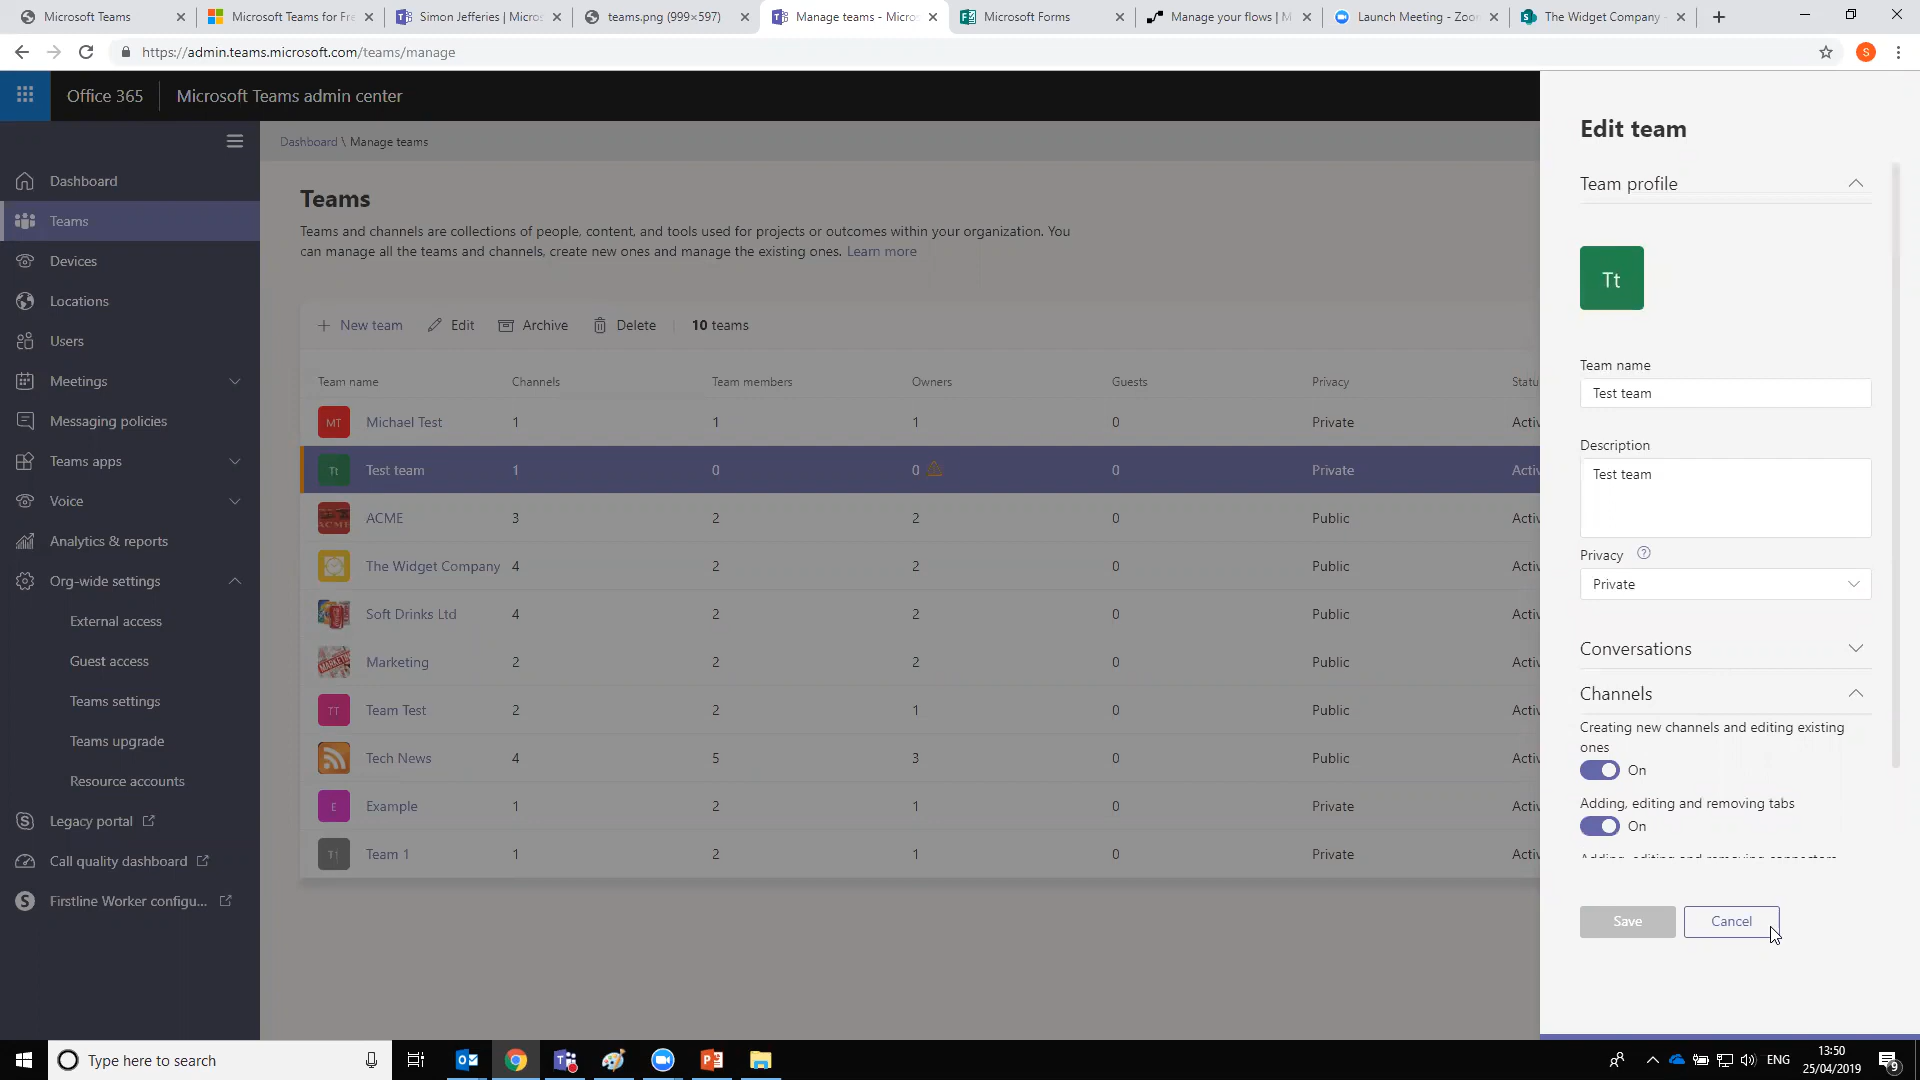 Microsoft Teams
Microsoft Teams for Fre
Simon Jefferies | Micros
teams.png (999×597)
Manage teams - Micros
Microsoft Forms
Manage your flows | M
Launch Meeting - Zoo
The Widget Company -
https://admin.teams.microsoft.com/teams/manage
S
Office 365
Microsoft Teams admin center
Dashboard
Teams
Devices
Locations
Users
Meetings
Messaging policies
Teams apps
Voice
Analytics & reports
Org-wide settings
External access
Guest access
Teams settings
Teams upgrade
Resource accounts
Legacy portal
Call quality dashboard
Firstline Worker configu...
Dashboard \ Manage teams
Teams
Teams and channels are collections of people, content, and tools used for projects or outcomes within your organization. You
can manage all the teams and channels, create new ones and manage the existing ones. Learn more
New team Edit Archive Delete 10 teams
Team name Channels Team members Owners Guests Privacy Statu
MT Michael Test 1 1 1 0 Private Activ
Tt Test team 1 0 0 0 Private Activ
ACME ACME 3 2 2 0 Public Activ
The Widget Company 4 2 2 0 Public Activ
Soft Drinks Ltd 4 2 2 0 Public Activ
Marketing 2 2 2 0 Public Activ
TT Team Test 2 2 1 0 Public Activ
Tech News 4 5 3 0 Public Activ
E Example 1 2 1 0 Private Activ
T1 Team 1 1 2 1 0 Private Activ
Edit team
Team profile
Tt
Team name
Test team
Description
Test team
Privacy
Private
Conversations
Channels
Creating new channels and editing existing
ones
On
Adding, editing and removing tabs
On
Adding, editing and removing connectors
Save
Cancel
Type here to search
ENG
13:50
25/04/2019
9